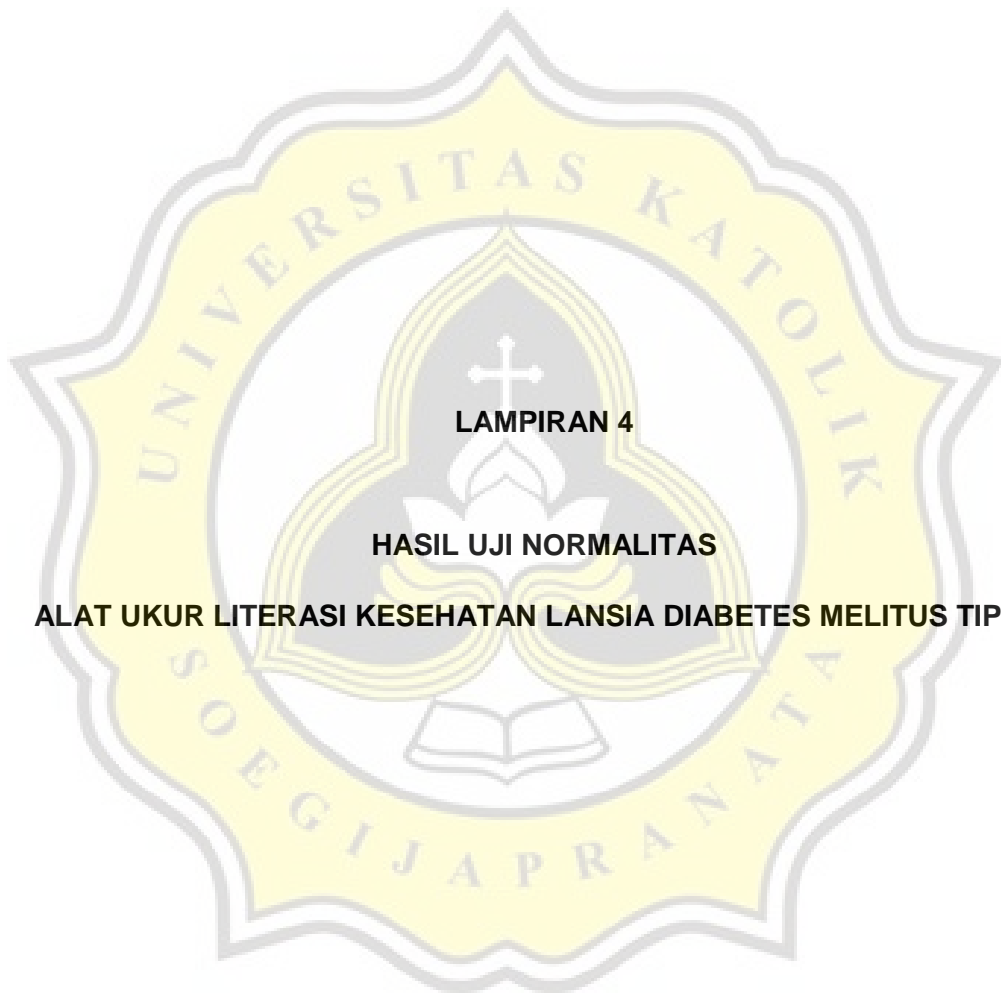 UNIVERSITAS KATOLIK
LAMPIRAN 4
HASIL UJI NORMALITAS
ALAT UKUR LITERASI KESEHATAN LANSIA DIABETES MELITUS TIP
SOEGIJAPRANATA